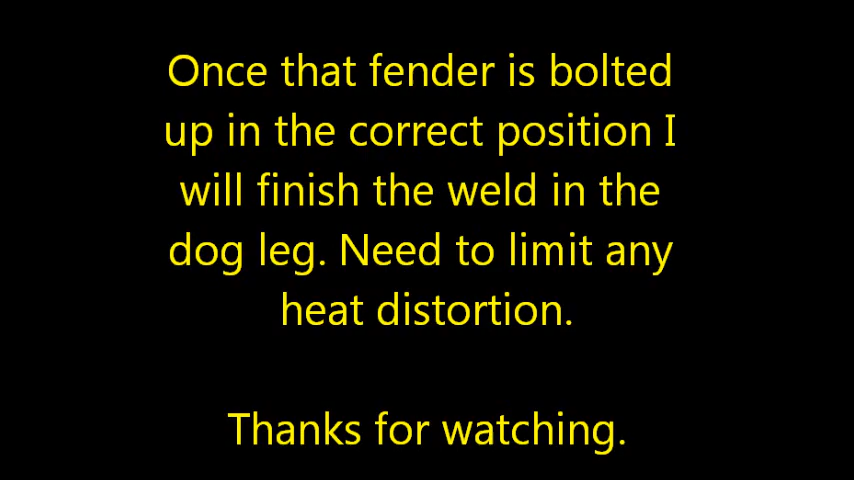 Once that fender is bolted
up in the correct position I
will finish the weld in the
dog leg. Need to limit any
heat distortion.
Thanks for watching.